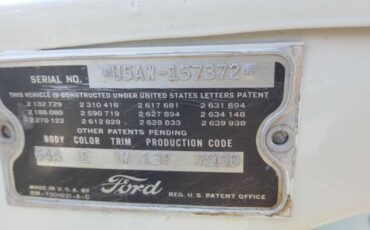 SERIAL NO. *U5AW-157372*
THIS VEHICLE IS CONSTRUCTED UNDER UNITED STATES LETTERS PATENT
2 132 729 2 310 418 2 617 681 2 631 694
2 186 080 2 590 719 2 627 894 2 634 148
2 270 122 2 612 829 2 628 833 2 639 938
OTHER PATENTS PENDING
BODY COLOR TRIM PRODUCTION CODE
E
MADE IN U.S.A. BY
Ford
REG. U.S. PATENT OFFICE